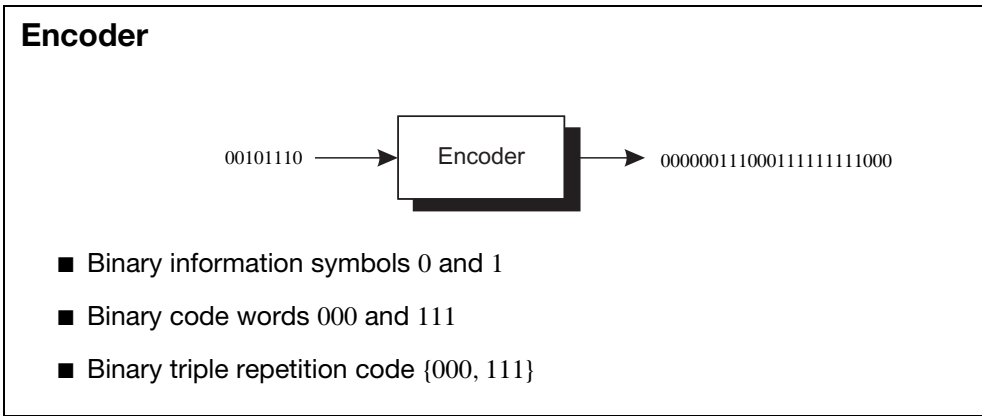 Encoder
00101110 Encoder 000000111000111111111000
■ Binary information symbols 0 and 1
■ Binary code words 000 and 111
■ Binary triple repetition code {000, 111}